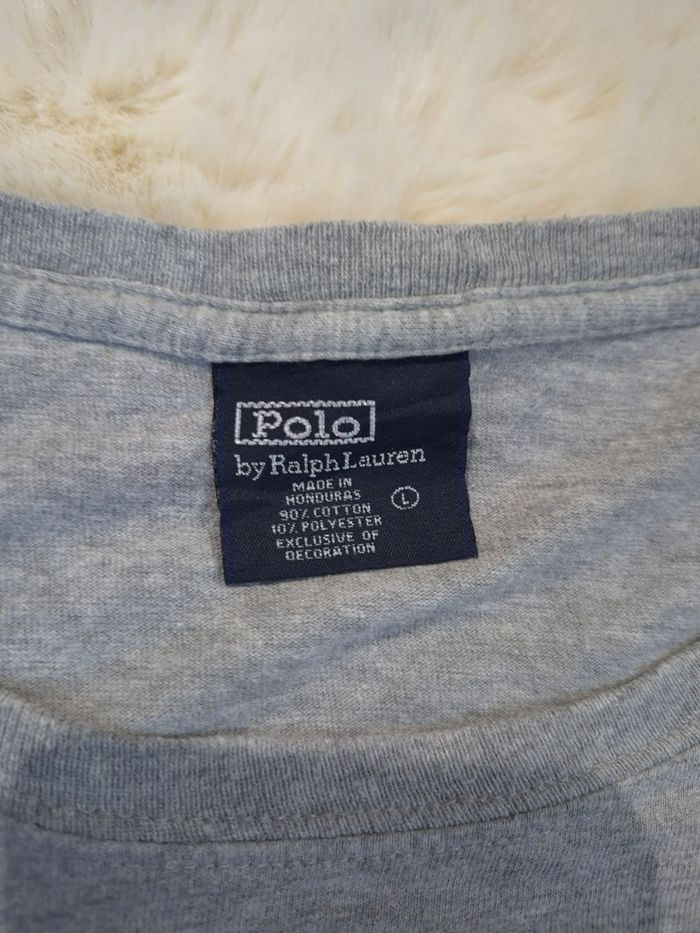 Polo
by Ralph Lauren
MADE IN
HONDURAS
90% COTTON
10% POLYESTER
EXCLUSIVE OF
DECORATION
L